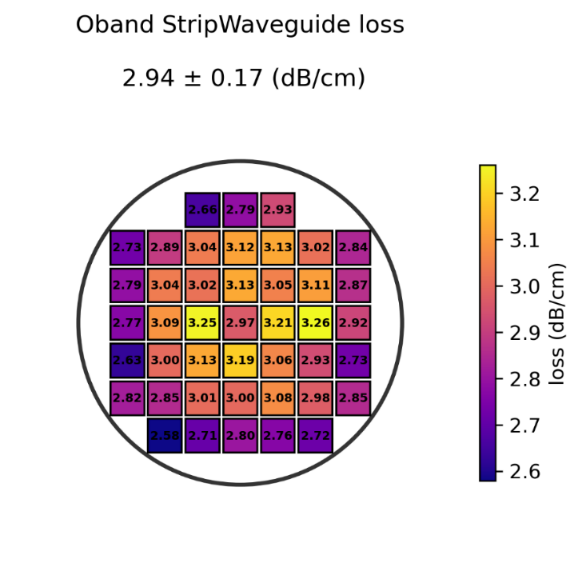 Oband StripWaveguide loss
2.94 ± 0.17 (dB/cm)
2.66 2.79 2.93
2.73 2.89 3.04 3.12 3.13 3.02 2.84
2.79 3.04 3.02 3.13 3.05 3.11 2.87
2.77 3.09 3.25 2.97 3.21 3.26 2.92
2.63 3.00 3.13 3.19 3.06 2.93 2.73
2.82 2.85 3.01 3.00 3.08 2.98 2.85
2.58 2.71 2.80 2.76 2.72
3.2
3.1
3.0
2.9
2.8
2.7
2.6
loss (dB/cm)